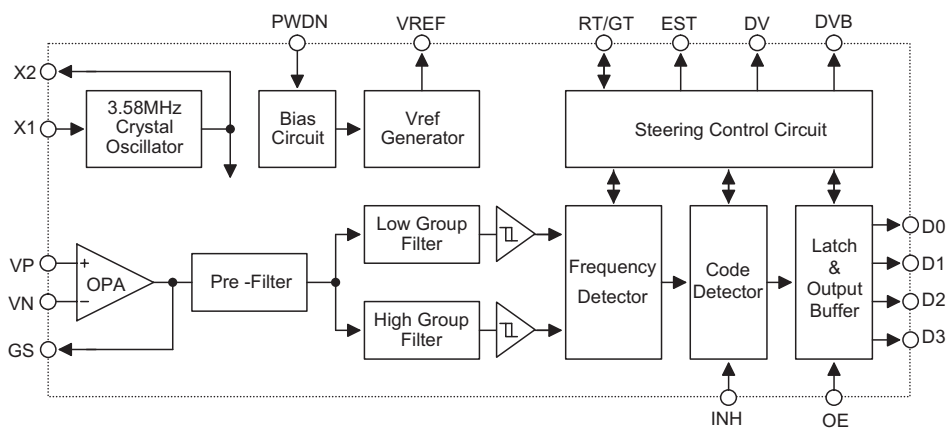 PWDN
VREF
RT/GT
EST
DV
DVB
X2
X1
3.58MHz
Crystal
Oscillator
Bias
Circuit
Vref
Generator
Steering Control Circuit
VP
VN
GS
+
−
OPA
Pre -Filter
Low Group
Filter
High Group
Filter
Frequency
Detector
Code
Detector
Latch
&
Output
Buffer
D0
D1
D2
D3
INH
OE